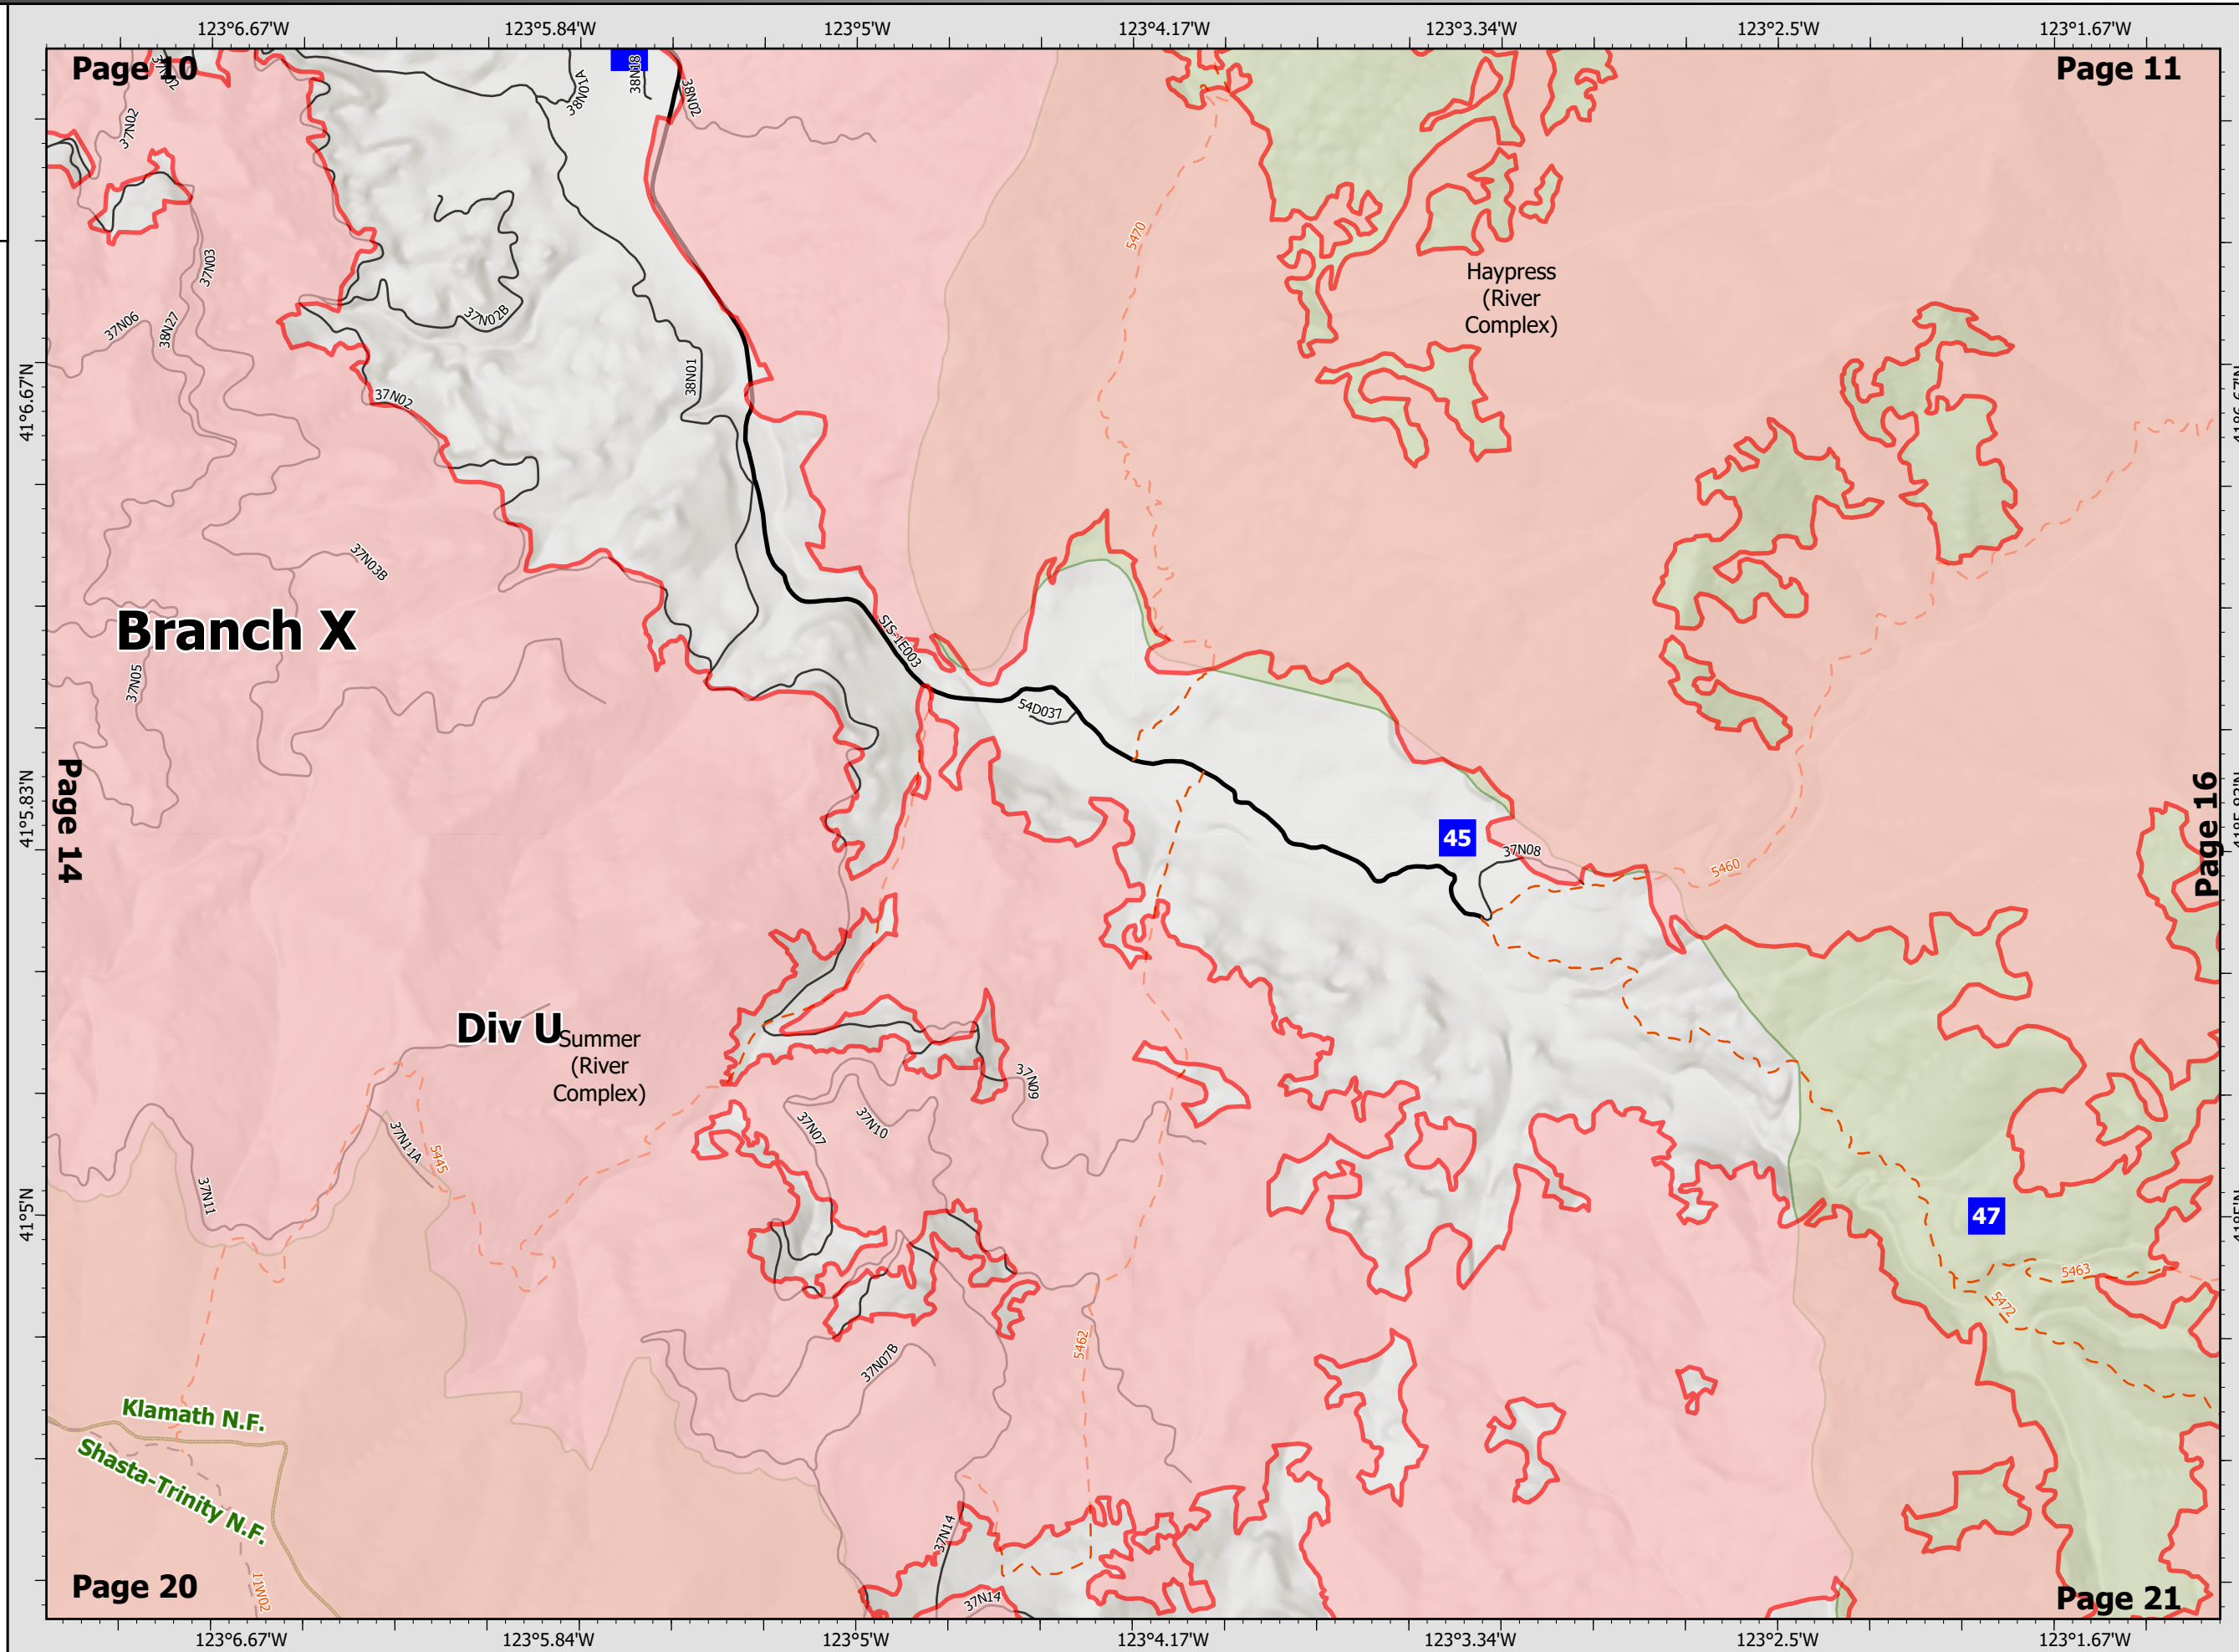 123°6.67'W
123°5.84'W
123°5'W
123°4.17'W
123°3.34'W
123°2.5'W
123°1.67'W
Page 10
Page 11
37N02
38N01A
38N18
38N02
37N02
5470
37N03
Haypress
(River
Complex)
37N06
38N27
37N02B
38N01
41°6.67'N
37N02
37N03B
Branch X
SIS-1E003
37N05
54D037
Page 14
41°5.83'N
Page 16
45
37N08
5460
Div U
Summer
(River
Complex)
37N09
37N07
37N10
37N11A
5445
37N11
41°5'N
47
5463
5472
5462
37N07B
Klamath N.F.
Shasta-Trinity N.F.
37N14
11W02
Page 20
37N14
Page 21
123°6.67'W
123°5.84'W
123°5'W
123°4.17'W
123°3.34'W
123°2.5'W
123°1.67'W